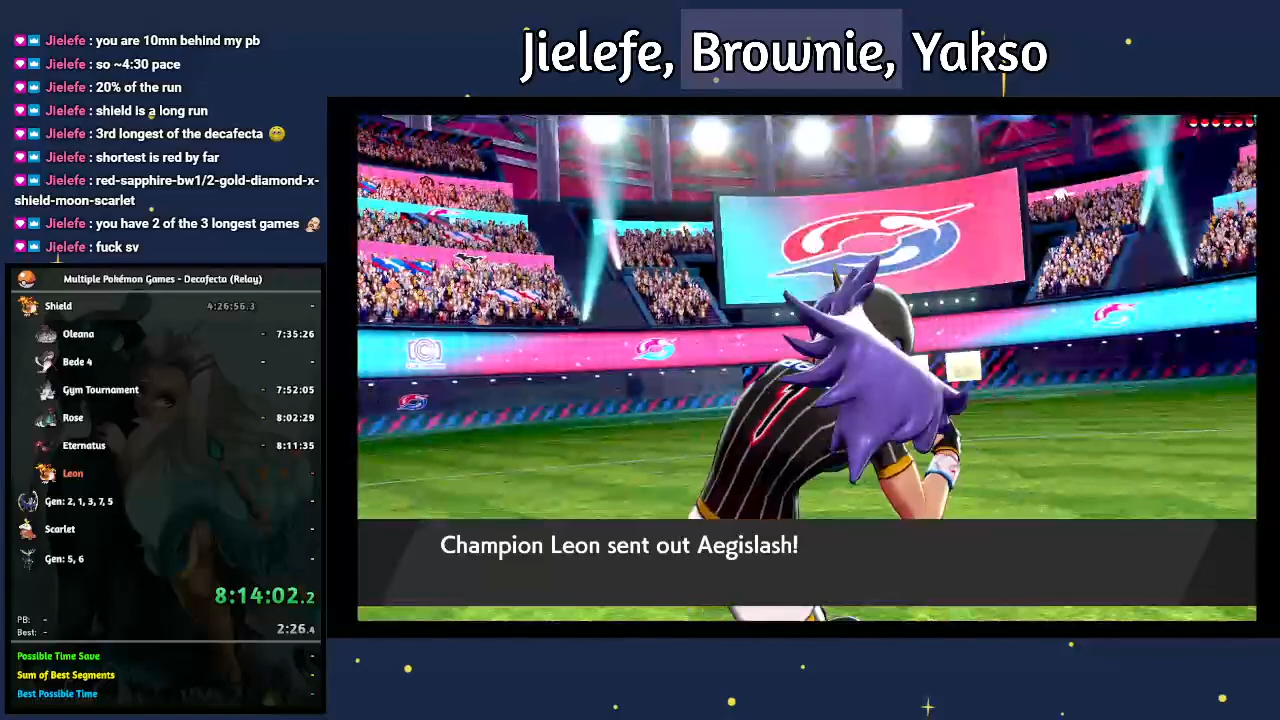 Jielefe, Brownie, Yakso
Jielefe : you are 10mn behind my pb
Jielefe : so ~4:30 pace
Jielefe : 20% of the run
Jielefe : shield is a long run
Jielefe : 3rd longest of the decafecta
Jielefe : shortest is red by far
Jielefe : red-sapphire-bw1/2-gold-diamond-x-
shield-moon-scarlet
Jielefe : you have 2 of the 3 longest games
Jielefe : fuck sv
Multiple Pokémon Games - Decafecta (Relay)
Shield 4:26:56.3 -
Oleana - 7:35:26
Bede 4 - -
Gym Tournament - 7:52:05
Rose - 8:02:29
Eternatus - 8:11:35
Leon -
Gen: 2, 1, 3, 7, 5 -
Scarlet -
Gen: 5, 6 -
8:14:02.2
PB: -
Best: -
2:26.4
Possible Time Save -
Sum of Best Segments -
Best Possible Time -
Champion Leon sent out Aegislash!